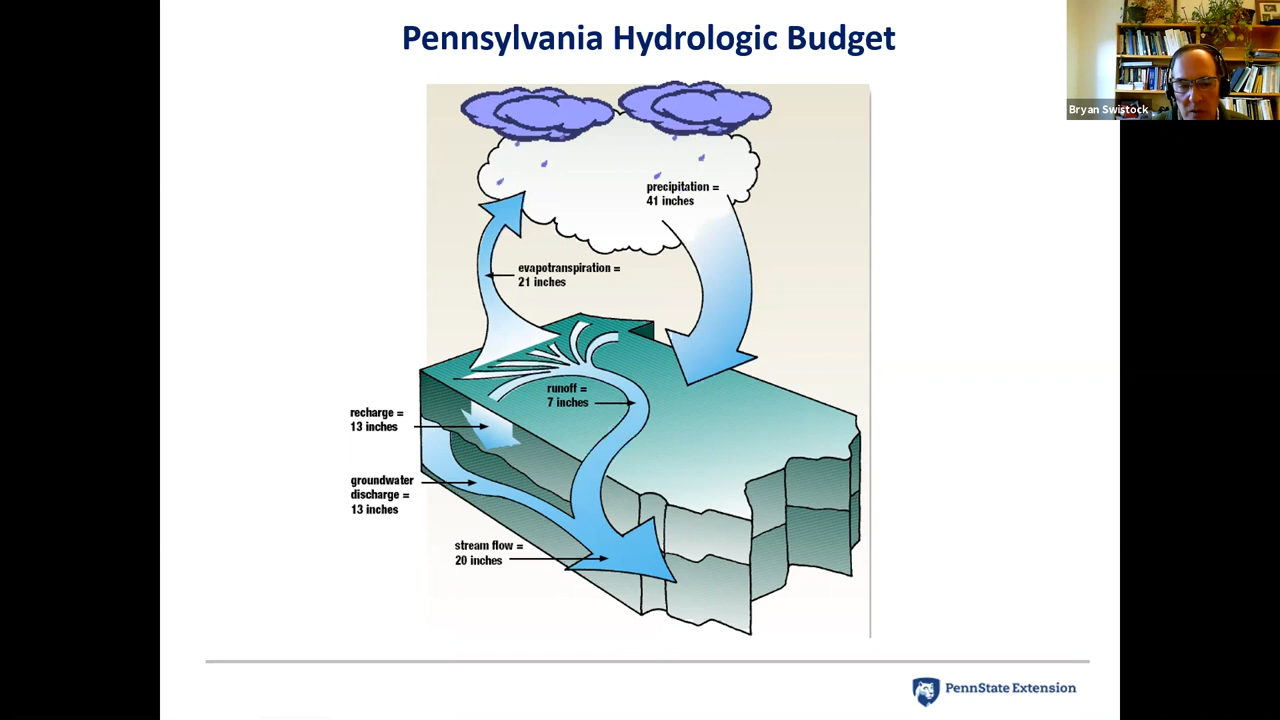 Pennsylvania Hydrologic Budget
Bryan Swistock
precipitation =
41 inches
evapotranspiration =
21 inches
runoff =
7 inches
recharge =
13 inches
groundwater
discharge =
13 inches
stream flow =
20 inches
PennState Extension